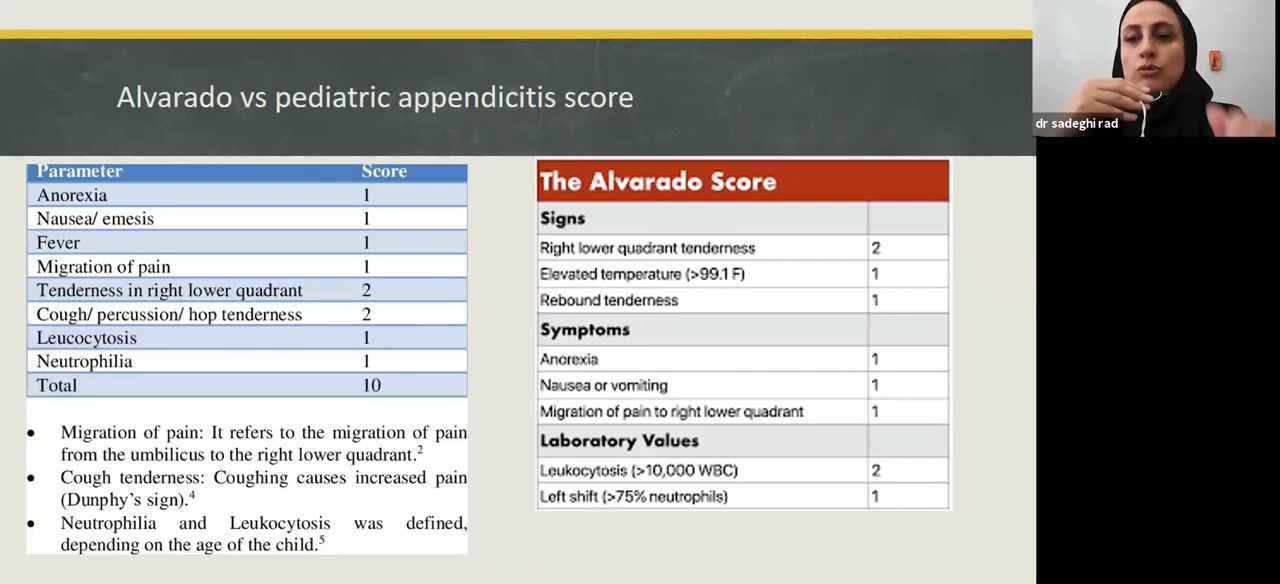 Alvarado vs pediatric appendicitis score
dr sadeghi rad
Parameter Score
Anorexia 1
Nausea/ emesis 1
Fever 1
Migration of pain 1
Tenderness in right lower quadrant 2
Cough/ percussion/ hop tenderness 2
Leucocytosis 1
Neutrophilia 1
Total 10
• Migration of pain: It refers to the migration of pain
from the umbilicus to the right lower quadrant.2
• Cough tenderness: Coughing causes increased pain
(Dunphy's sign).4
• Neutrophilia and Leukocytosis was defined,
depending on the age of the child.5
The Alvarado Score
Signs
Right lower quadrant tenderness 2
Elevated temperature (>99.1 F) 1
Rebound tenderness 1
Symptoms
Anorexia 1
Nausea or vomiting 1
Migration of pain to right lower quadrant 1
Laboratory Values
Leukocytosis (>10,000 WBC) 2
Left shift (>75% neutrophils) 1